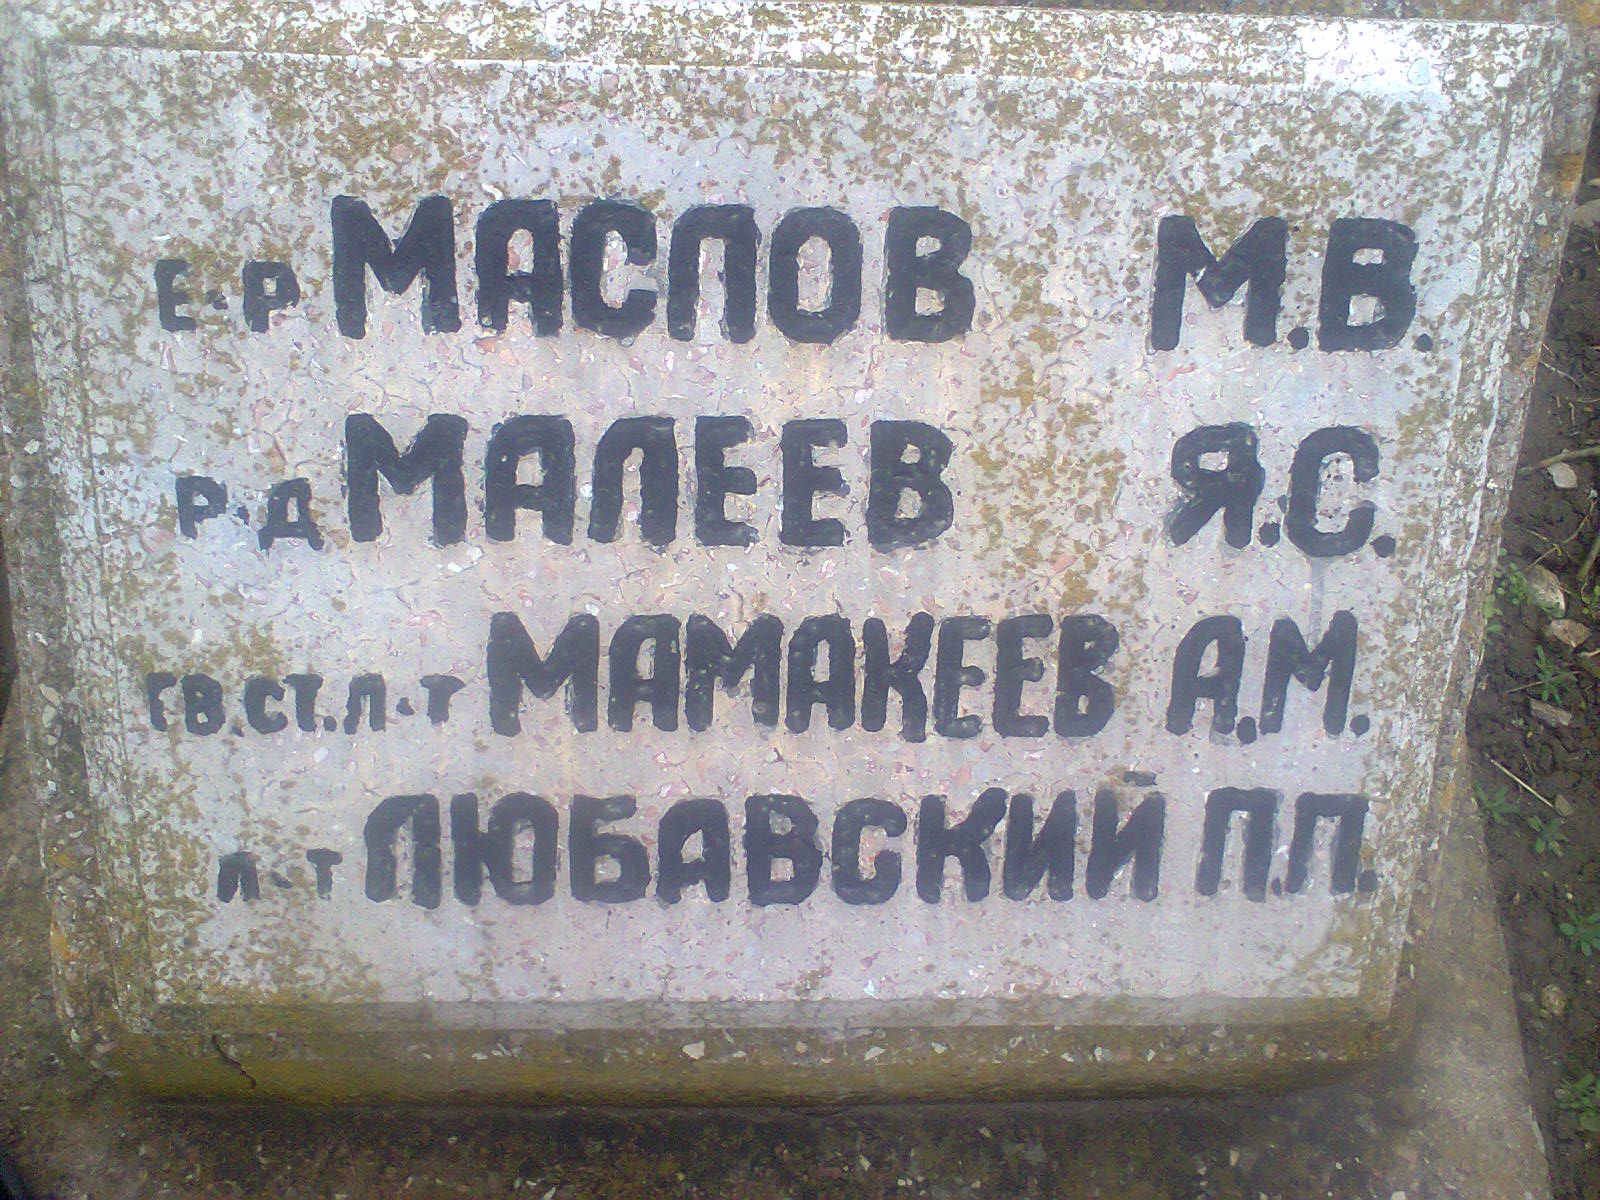 Е-Р МАСЛОВ М.В.
Р-Д МАЛЕЕВ Я.С.
ГВ.СТ.Л-Т МАМАКЕЕВ А.М.
Л-Т ЛЮБАВСКИЙ П.П.